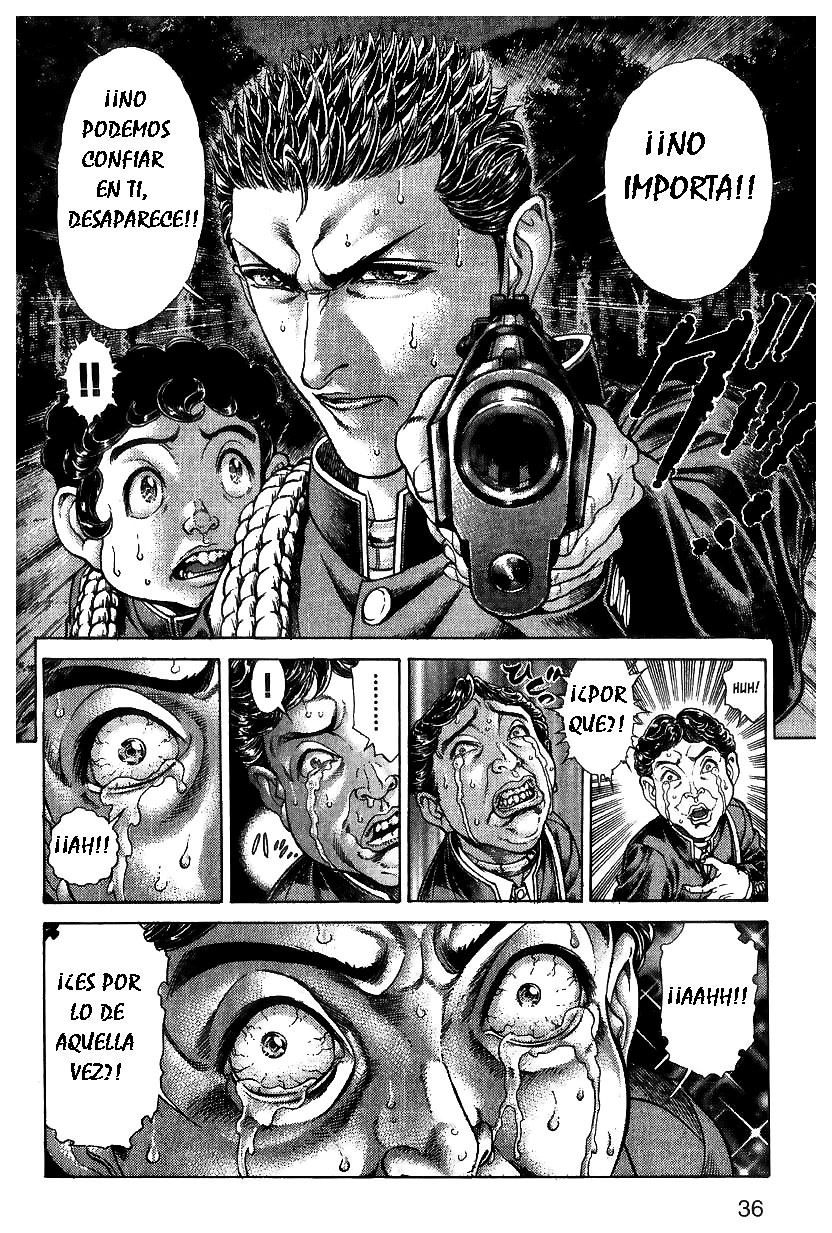 ¡¡NO
IMPORTA!!
¡¡NO
PODEMOS
CONFIAR
EN TI,
DESAPARECE!!
!!
HUH!
¡¿POR
QUE?!
!
........
¡¡AH!!
¡¡AAHH!!
¡¿ES POR
LO DE
AQUELLA
VEZ?!
36